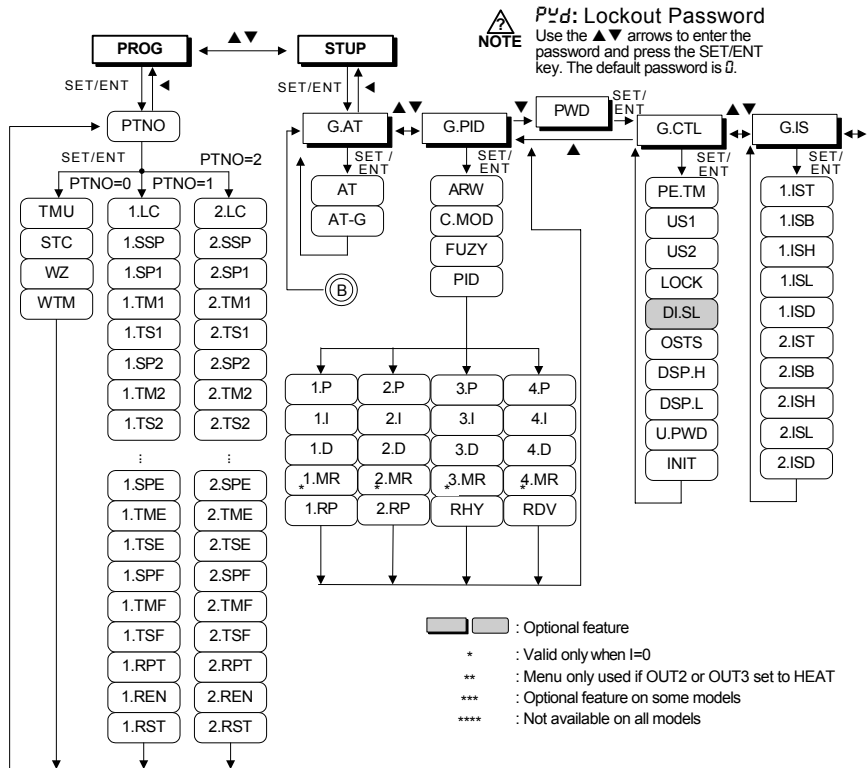 PYd: Lockout Password
NOTE
Use the ▲▼ arrows to enter the
password and press the SET/ENT
key. The default password is 0.
PROG
▲▼
STUP
SET/ENT
◀
SET/ENT
◀
PTNO
G.AT
▲▼
G.PID
▼
PWD
SET/
ENT
▲
G.CTL
▲▼
G.IS
SET/ENT
PTNO=0
PTNO=1
PTNO=2
TMU
STC
WZ
WTM
1.LC
1.SSP
1.SP1
1.TM1
1.TS1
1.SP2
1.TM2
1.TS2
⋮
1.SPE
1.TME
1.TSE
1.SPF
1.TMF
1.TSF
1.RPT
1.REN
1.RST
2.LC
2.SSP
2.SP1
2.TM1
2.TS1
2.SP2
2.TM2
2.TS2
⋮
2.SPE
2.TME
2.TSE
2.SPF
2.TMF
2.TSF
2.RPT
2.REN
2.RST
SET/
ENT
AT
AT-G
B
SET/
ENT
ARW
C.MOD
FUZY
PID
1.P
1.I
1.D
*1.MR
1.RP
2.P
2.I
2.D
*2.MR
2.RP
3.P
3.I
3.D
*3.MR
RHY
4.P
4.I
4.D
*4.MR
RDV
SET/
ENT
PE.TM
US1
US2
LOCK
DI.SL
OSTS
DSP.H
DSP.L
U.PWD
INIT
SET/
ENT
1.IST
1.ISB
1.ISH
1.ISL
1.ISD
2.IST
2.ISB
2.ISH
2.ISL
2.ISD
: Optional feature
* : Valid only when I=0
** : Menu only used if OUT2 or OUT3 set to HEAT
*** : Optional feature on some models
**** : Not available on all models